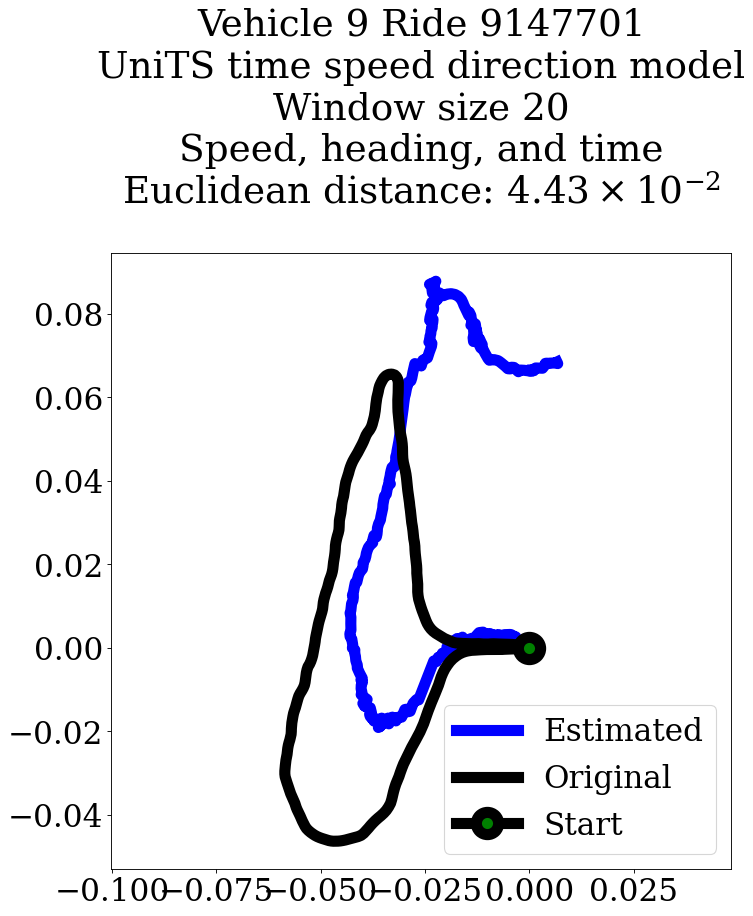 Vehicle 9 Ride 9147701
UniTS time speed direction model
Window size 20
Speed, heading, and time
Euclidean distance: 4.43 × 10⁻²
0.08
0.06
0.04
0.02
0.00
−0.02
−0.04
Estimated
Original
Start
−0.100 −0.075 −0.050 −0.025 0.000 0.025